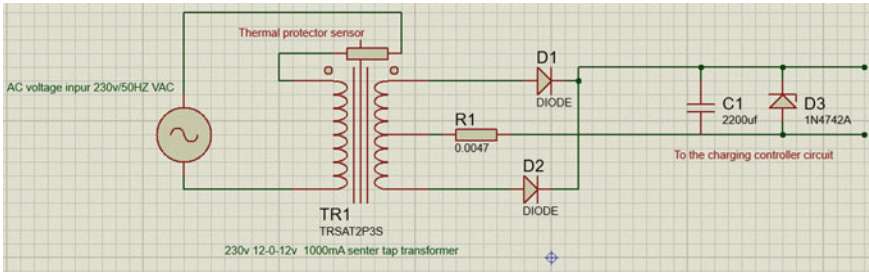 Thermal protector sensor
AC voltage inpur 230v/50HZ VAC
D1
DIODE
R1
0.0047
C1
2200uf
D3
1N4742A
To the charging controller circuit
D2
DIODE
TR1
TRSAT2P3S
230v 12-0-12v 1000mA senter tap transformer